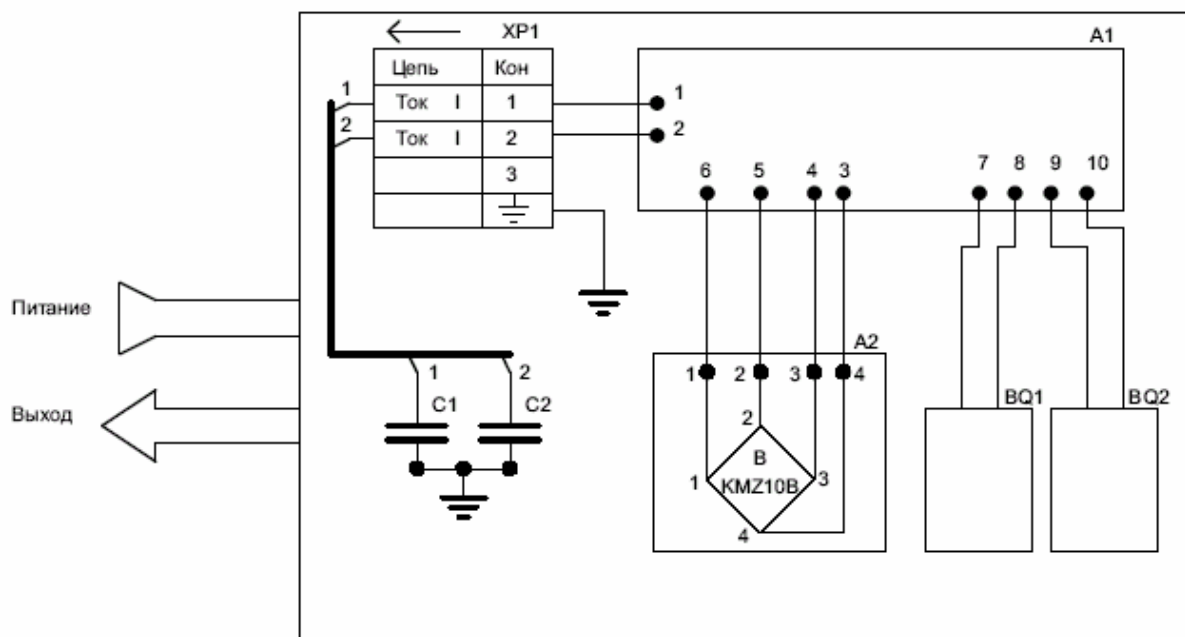 XP1
A1
Цепь Кон
1 Ток I 1 1
2 Ток I 2 2
3
6 5 4 3 7 8 9 10
Питание
A2
1 2 1 2 3 4
Выход
C1 C2 BQ1 BQ2
2
B
1 KMZ10B 3
4